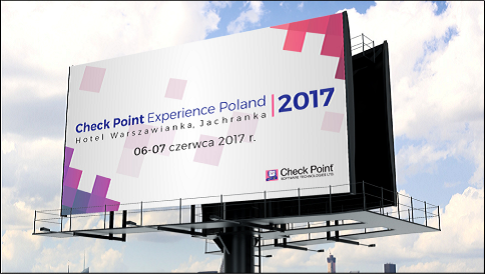 Check Point Experience Poland | 2017
Hotel Warszawianka, Jachranka
06-07 czerwca 2017 r.
Check Point
SOFTWARE TECHNOLOGIES LTD.